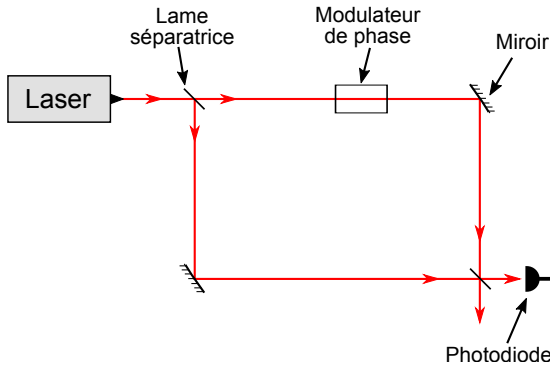 Lame
séparatrice
Modulateur
de phase
Miroir
Laser
Photodiode